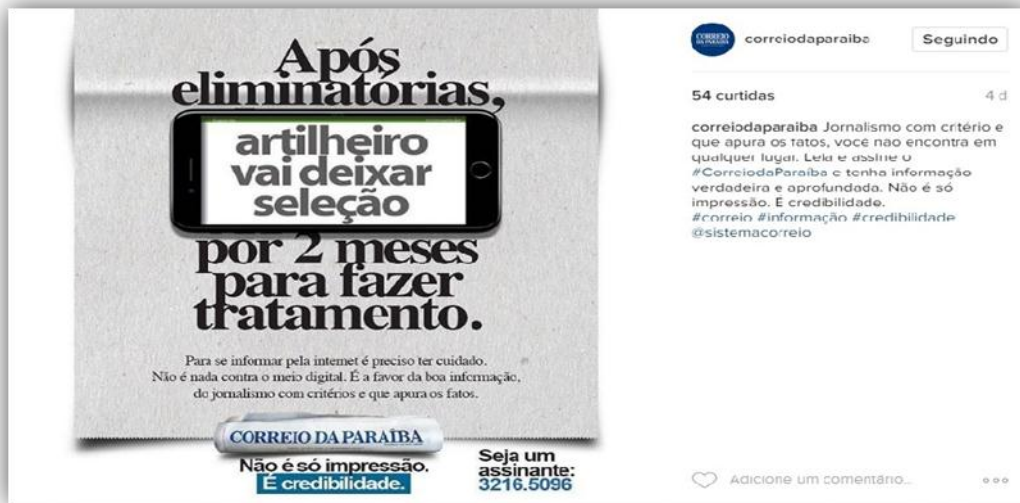 Após
eliminatórias,
artilheiro
vai deixar
seleção
por 2 meses
para fazer
tratamento.
Para se informar pela internet é preciso ter cuidado.
Não é nada contra o meio digital. É a favor da boa informação,
do jornalismo com critérios e que apura os fatos.
CORREIO DA PARAÍBA
Não é só impressão.
É credibilidade.
Seja um
assinante:
3216.5096
CORREIO
DA PARAÍBA
correiodaparaiba
Seguindo
54 curtidas
4 d
correiodaparaiba Jornalismo com critério e
que apura os fatos, você não encontra em
qualquer lugar. Leia e assine o
#CorreiodaParaíba e tenha informação
verdadeira e aprofundada. Não é só
impressão. É credibilidade.
#correio #informação #credibilidade
@sistemacorreio
Adicione um comentário...